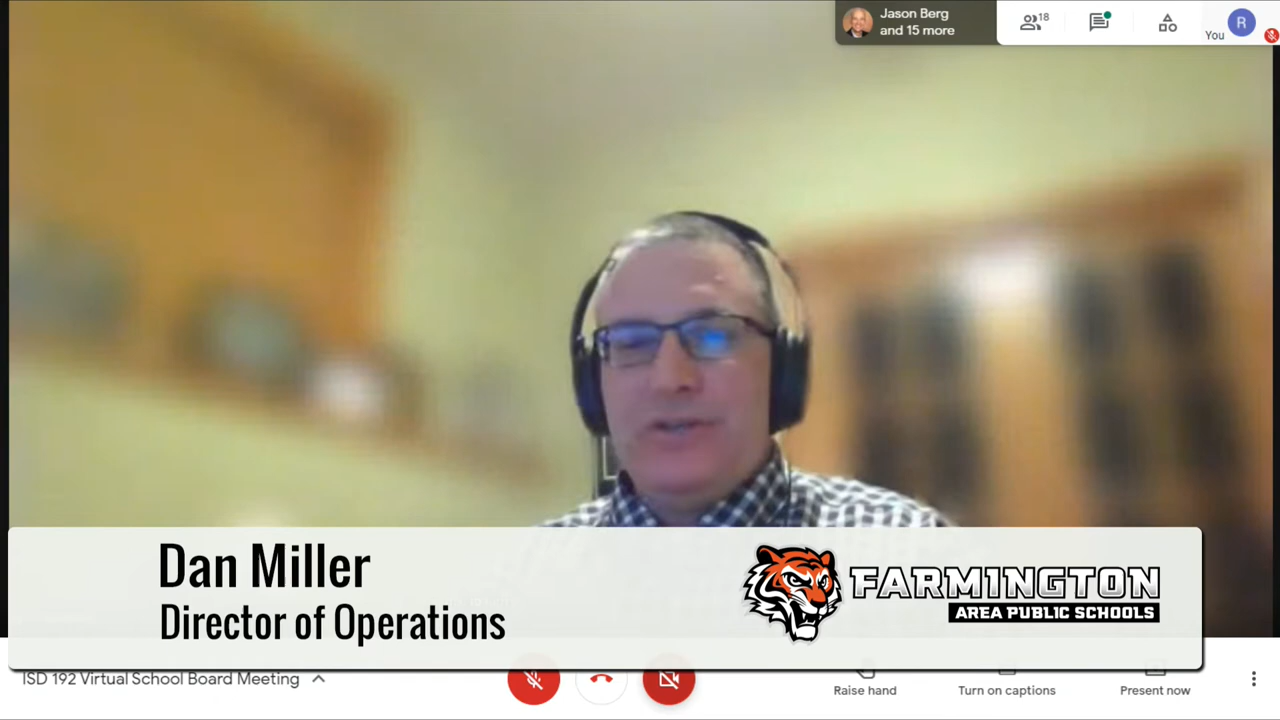 Jason Berg
and 15 more
18
You
R
Dan Miller
Director of Operations
FARMINGTON
AREA PUBLIC SCHOOLS
ISD 192 Virtual School Board Meeting
Raise hand
Turn on captions
Present now